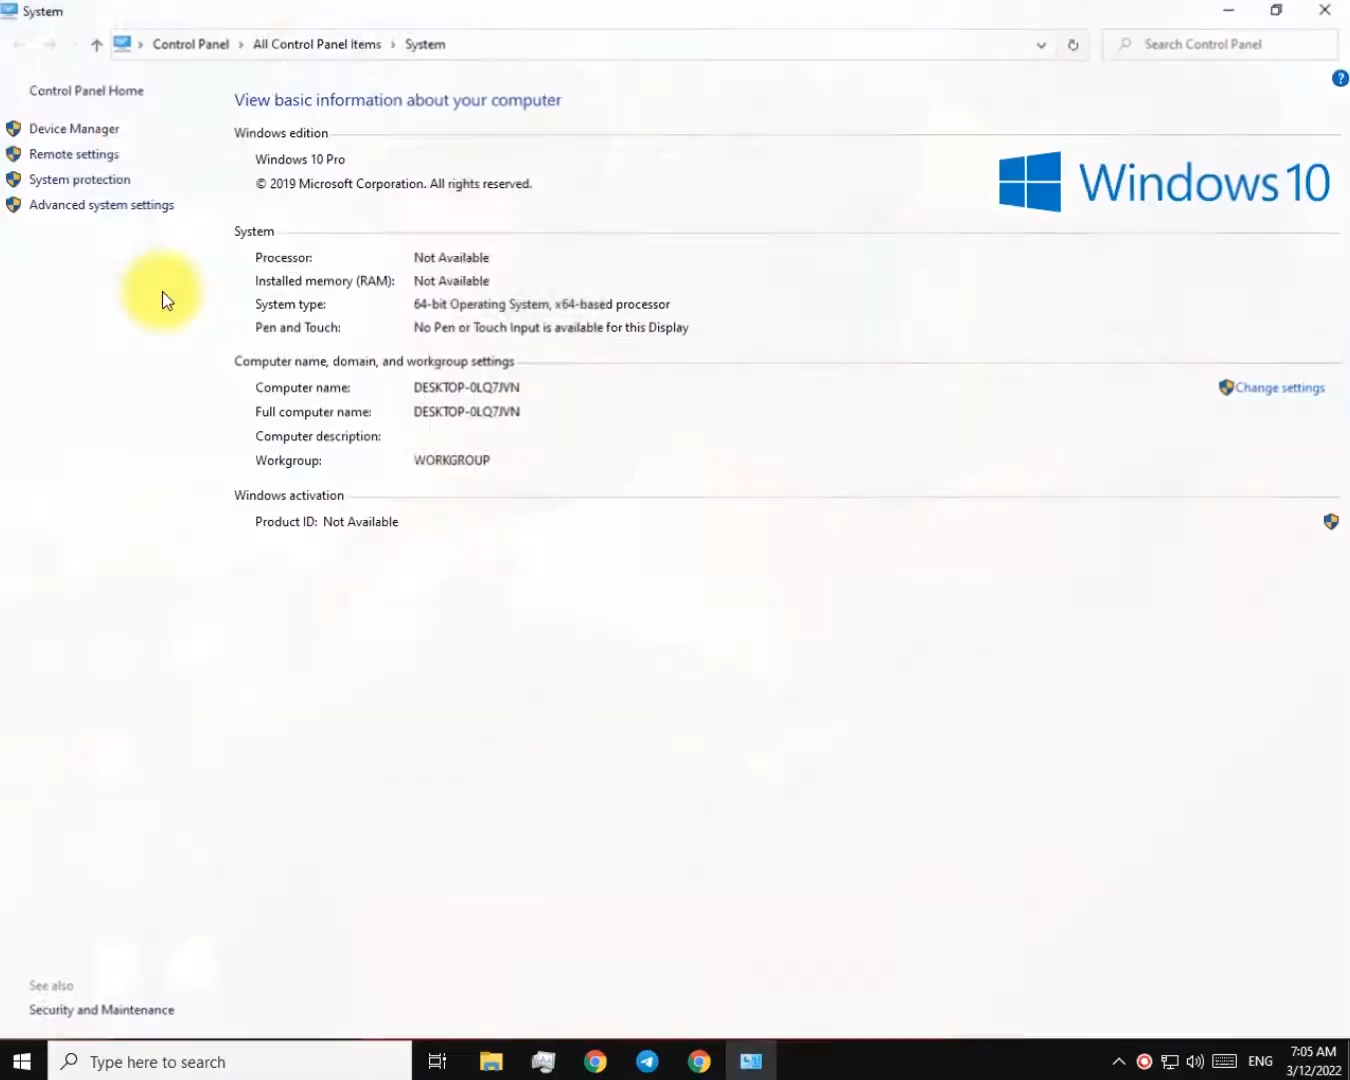 System
Control Panel › All Control Panel Items › System
Search Control Panel
?
Control Panel Home
Device Manager
Remote settings
System protection
Advanced system settings
View basic information about your computer
Windows edition
Windows 10 Pro
© 2019 Microsoft Corporation. All rights reserved.
Windows 10
System
Processor: Not Available
Installed memory (RAM): Not Available
System type: 64-bit Operating System, x64-based processor
Pen and Touch: No Pen or Touch Input is available for this Display
Computer name, domain, and workgroup settings
Computer name: DESKTOP-0LQ7JVN
Change settings
Full computer name: DESKTOP-0LQ7JVN
Computer description:
Workgroup: WORKGROUP
Windows activation
Product ID: Not Available
See also
Security and Maintenance
Type here to search
ENG
7:05 AM
3/12/2022